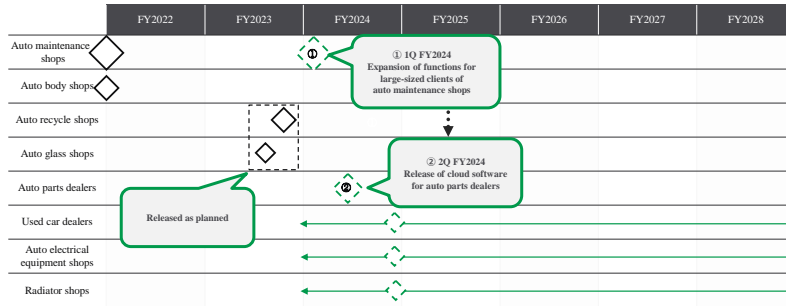 FY2022 FY2023 FY2024 FY2025 FY2026 FY2027 FY2028
Auto maintenance
shops
①
① 1Q FY2024
Expansion of functions for
large-sized clients of
auto maintenance shops
Auto body shops
Auto recycle shops
Auto glass shops
② 2Q FY2024
Release of cloud software
for auto parts dealers
Auto parts dealers
②
Released as planned
Used car dealers
Auto electrical
equipment shops
Radiator shops